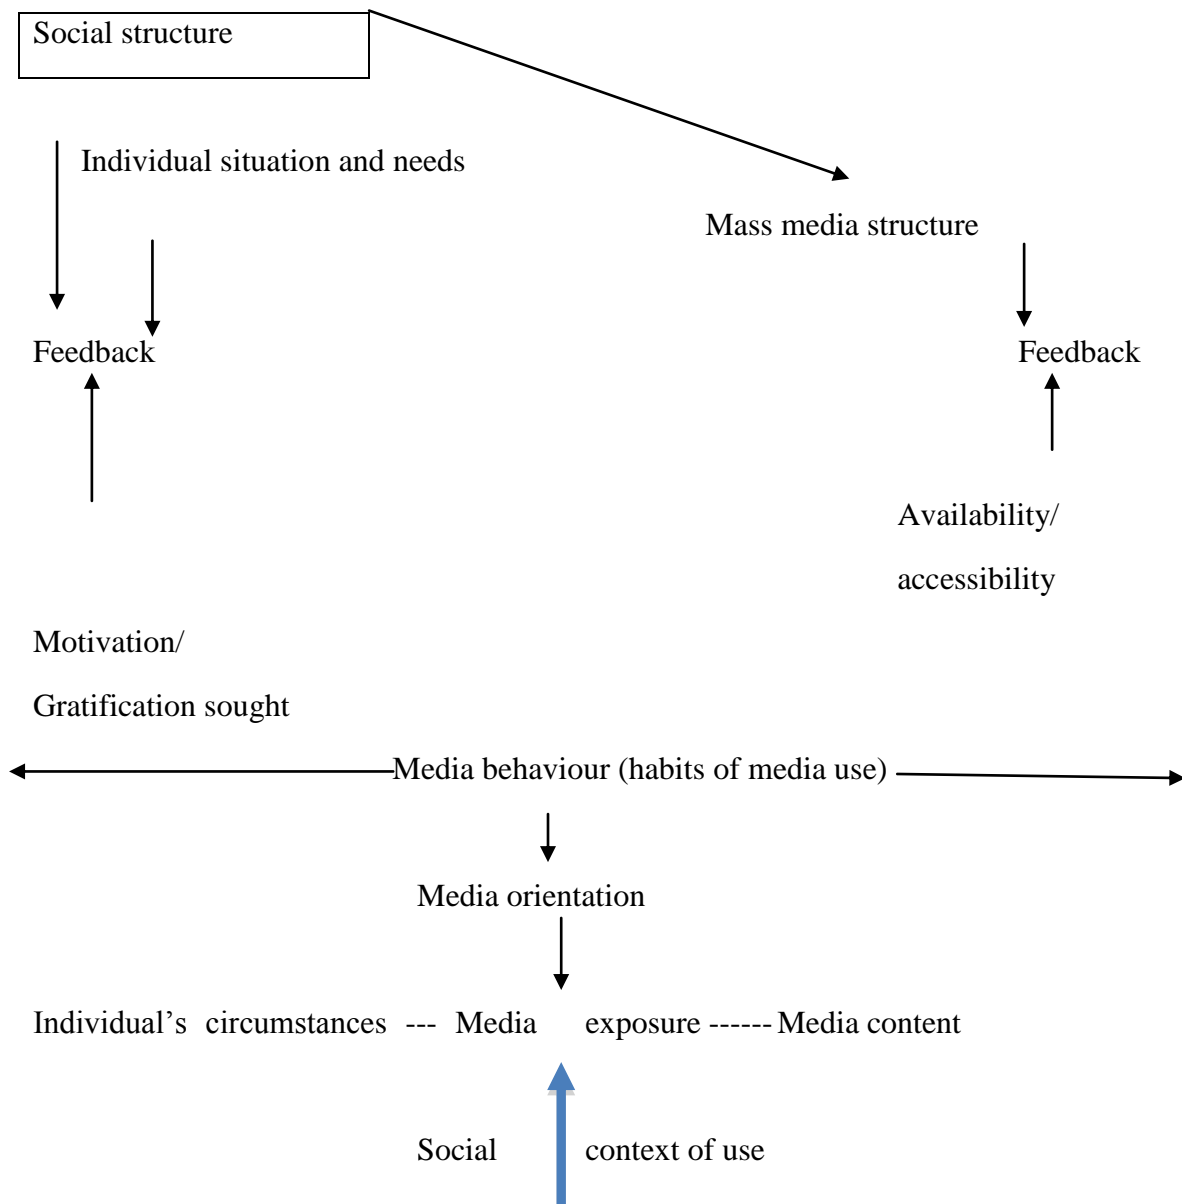 Social structure
Individual situation and needs
Mass media structure
Feedback
Feedback
Availability/
accessibility
Motivation/
Gratification sought
Media behaviour (habits of media use)
Media orientation
Individual’s circumstances --- Media exposure ------ Media content
Social context of use